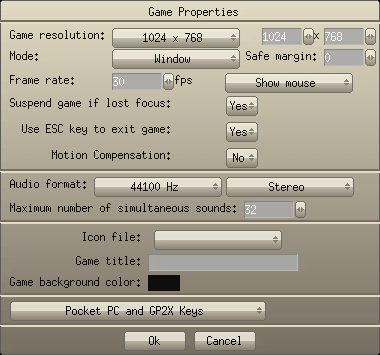 Game Properties
Game resolution: 1024 x 768 1024 x 768
Mode: Window Safe margin: 0
Frame rate: 30 fps Show mouse
Suspend game if lost focus: Yes
Use ESC key to exit game: Yes
Motion Compensation: No
Audio format: 44100 Hz Stereo
Maximum number of simultaneous sounds: 32
Icon file:
Game title:
Game background color:
Pocket PC and GP2X Keys
Ok Cancel